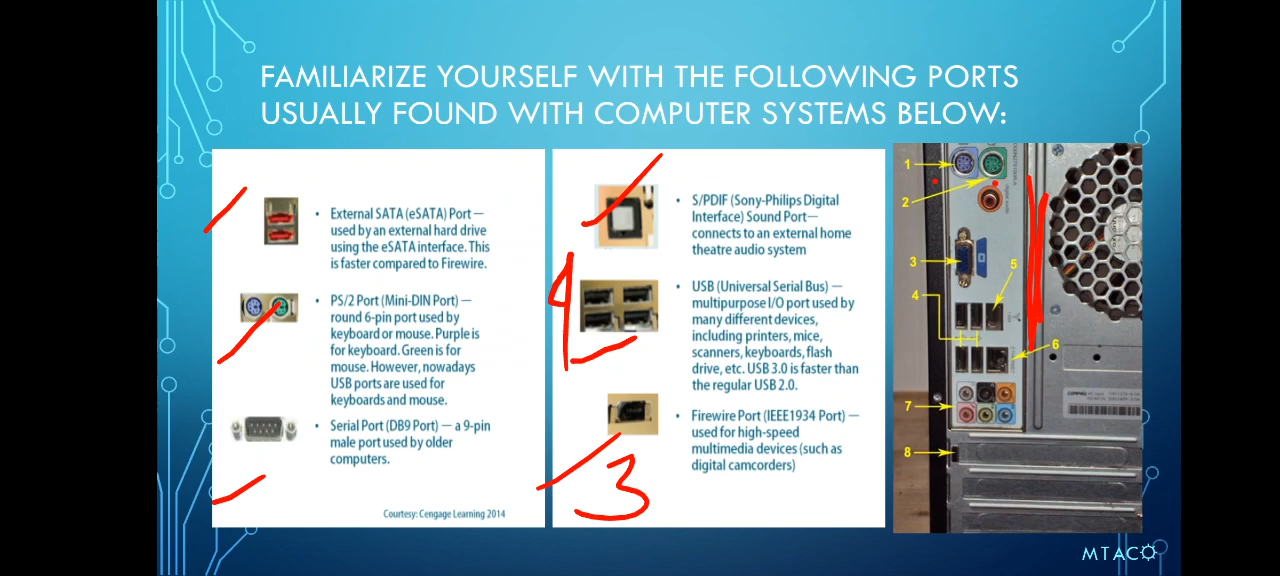 FAMILIARIZE YOURSELF WITH THE FOLLOWING PORTS
USUALLY FOUND WITH COMPUTER SYSTEMS BELOW:
• External SATA (eSATA) Port —
used by an external hard drive
using the eSATA interface. This
is faster compared to Firewire.
• PS/2 Port (Mini-DIN Port) —
round 6-pin port used by
keyboard or mouse. Purple is
for keyboard. Green is for
mouse. However, nowadays
USB ports are used for
keyboards and mouse.
• Serial Port (DB9 Port) — a 9-pin
male port used by older
computers.
Courtesy: Cengage Learning 2014
• S/PDIF (Sony-Philips Digital
Interface) Sound Port—
connects to an external home
theatre audio system
• USB (Universal Serial Bus) —
multipurpose I/O port used by
many different devices,
including printers, mice,
scanners, keyboards, flash
drive, etc. USB 3.0 is faster than
the regular USB 2.0.
• Firewire Port (IEEE1934 Port) —
used for high-speed
multimedia devices (such as
digital camcorders)
3
1
2
3
4
5
6
7
8
MTAC